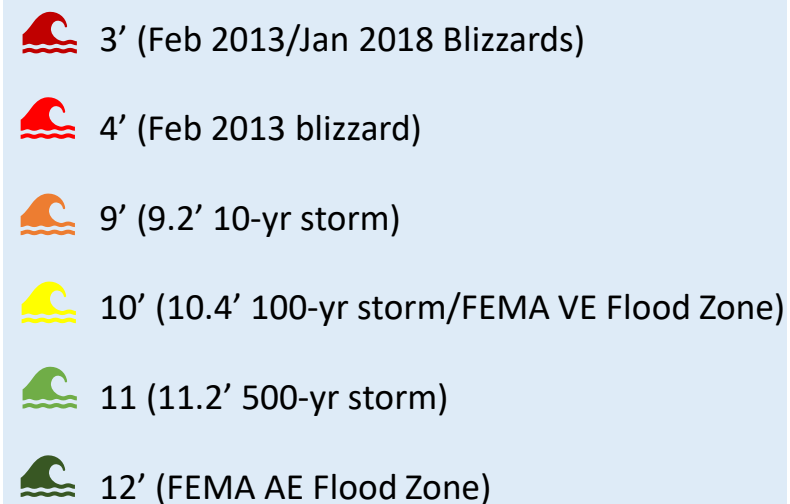 3’ (Feb 2013/Jan 2018 Blizzards)
4’ (Feb 2013 blizzard)
9’ (9.2’ 10-yr storm)
10’ (10.4’ 100-yr storm/FEMA VE Flood Zone)
11 (11.2’ 500-yr storm)
12’ (FEMA AE Flood Zone)